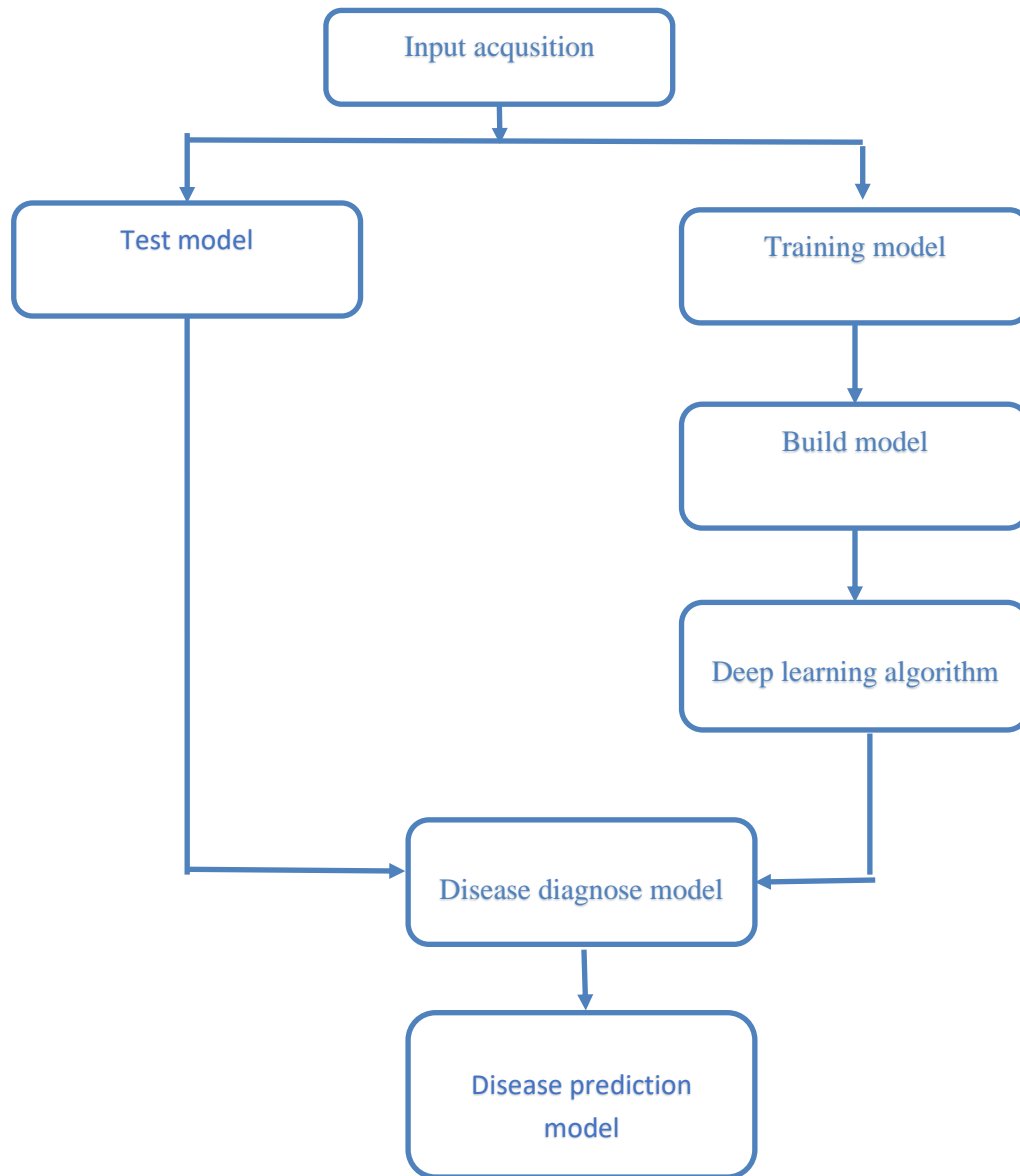 Input acqusition
Test model
Training model
Build model
Deep learning algorithm
Disease diagnose model
Disease prediction
model